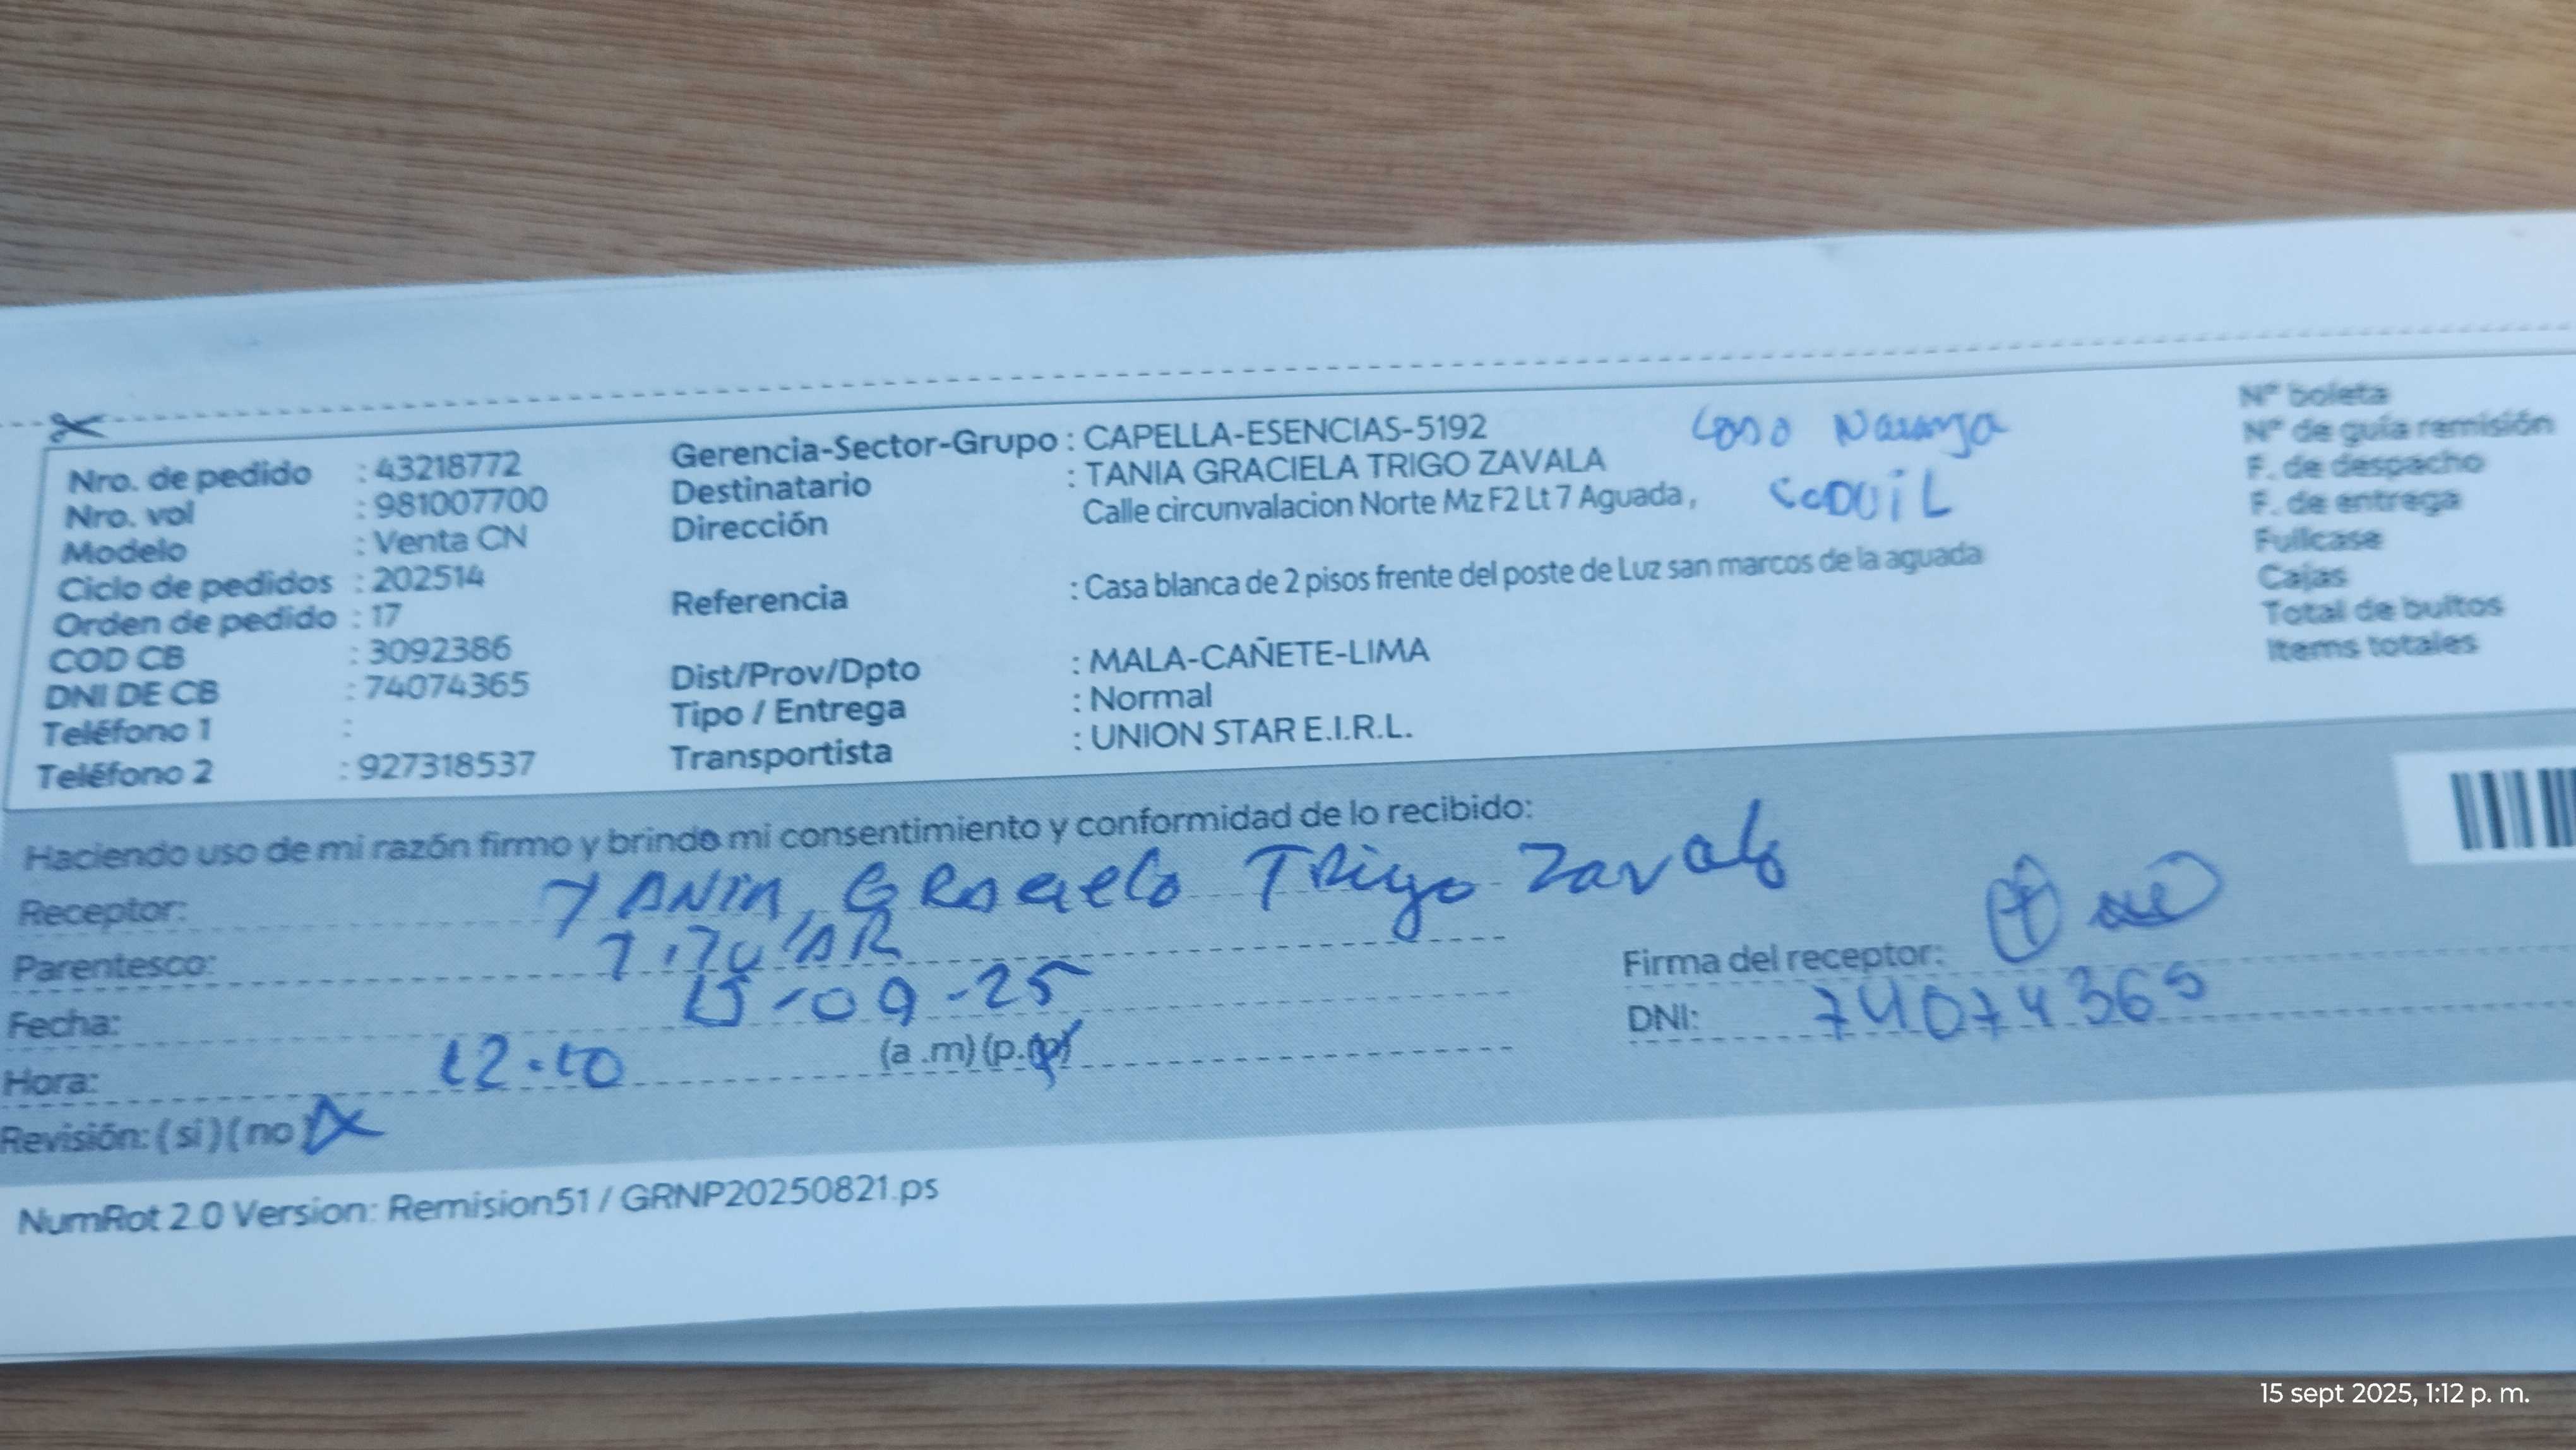 Nro. de pedido : 43218772
Nro. vol : 981007700
Modelo : Venta CN
Ciclo de pedidos : 202514
Orden de pedido : 17
COD CB : 3092386
DNI DE CB : 74074365
Teléfono 1 :
Teléfono 2 : 927318537
Gerencia-Sector-Grupo : CAPELLA-ESENCIAS-5192
Destinatario : TANIA GRACIELA TRIGO ZAVALA
Dirección Calle circunvalacion Norte Mz F2 Lt 7 Aguada ,
Referencia : Casa blanca de 2 pisos frente del poste de Luz san marcos de la aguada
Dist/Prov/Dpto : MALA-CAÑETE-LIMA
Tipo / Entrega : Normal
Transportista : UNION STAR E.I.R.L.
Naranja
N° boleta
N° de guía remisión
F. de despacho
F. de entrega
Fullcase
Cajas
Total de bultos
Items totales
Haciendo uso de mi razón firmo y brindo mi consentimiento y conformidad de lo recibido:
Receptor: TANIA GRACIELA TRIGO ZAVALA
Parentesco: TITULAR
Fecha: 15-09-25
Hora: 12.10 (a .m) (p.m)
Revisión: (si) (no)
Firma del receptor:
DNI: 74074365
NumRot 2.0 Version: Remision51 / GRNP20250821.ps
15 sept 2025, 1:12 p. m.